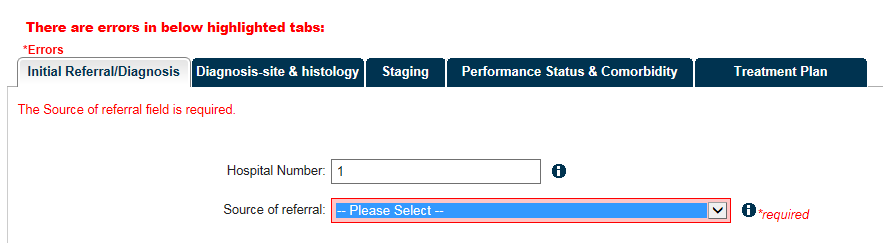 There are errors in below highlighted tabs:
*Errors
Initial Referral/Diagnosis Diagnosis-site & histology Staging Performance Status & Comorbidity Treatment Plan
The Source of referral field is required.
Hospital Number: 1 i
Source of referral: -- Please Select -- i *required